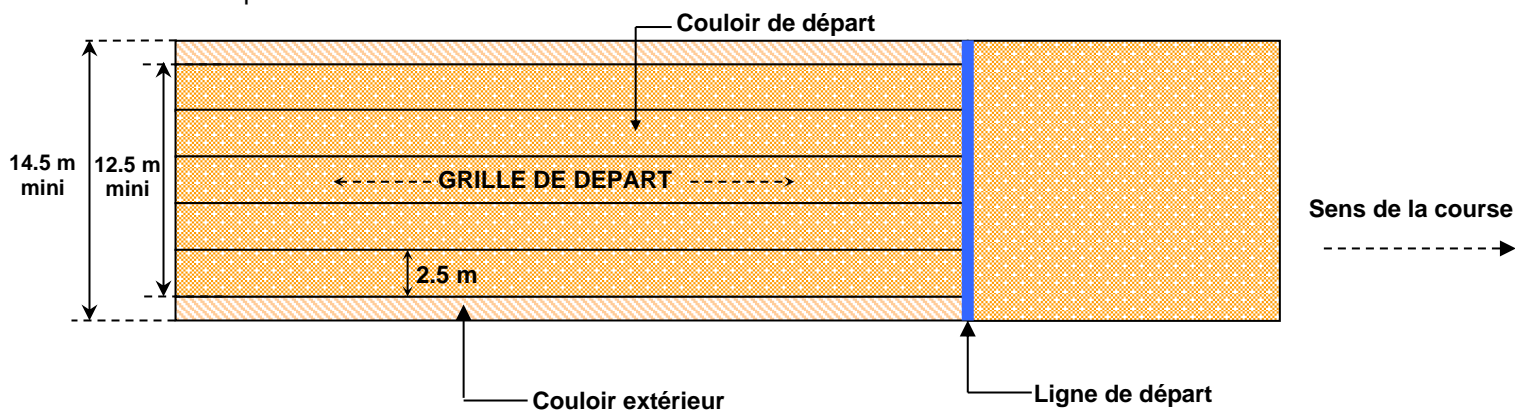 Couloir de départ
14.5 m
mini
12.5 m
mini
GRILLE DE DEPART
Sens de la course
2.5 m
Couloir extérieur
Ligne de départ